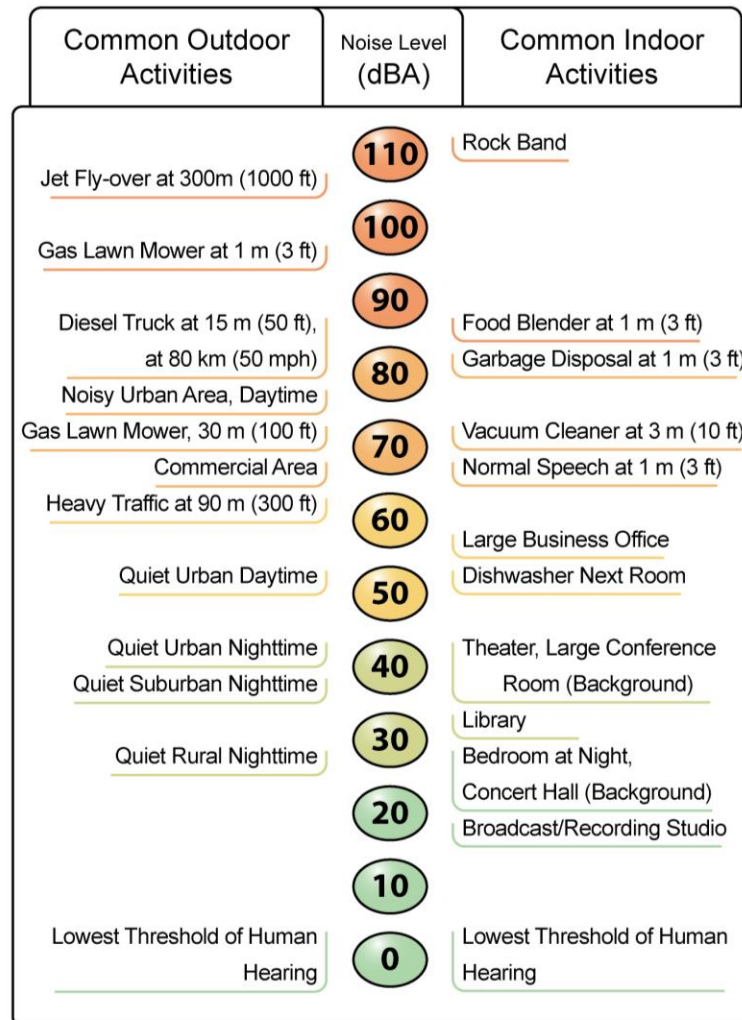 Common Outdoor
Activities
Noise Level
(dBA)
Common Indoor
Activities
110
Rock Band
Jet Fly-over at 300m (1000 ft)
100
Gas Lawn Mower at 1 m (3 ft)
90
Diesel Truck at 15 m (50 ft),
at 80 km (50 mph)
Food Blender at 1 m (3 ft)
80
Garbage Disposal at 1 m (3 ft)
Noisy Urban Area, Daytime
Gas Lawn Mower, 30 m (100 ft)
70
Vacuum Cleaner at 3 m (10 ft)
Commercial Area
Normal Speech at 1 m (3 ft)
Heavy Traffic at 90 m (300 ft)
60
Large Business Office
Quiet Urban Daytime
50
Dishwasher Next Room
Quiet Urban Nighttime
40
Theater, Large Conference
Room (Background)
Quiet Suburban Nighttime
30
Library
Quiet Rural Nighttime
Bedroom at Night,
Concert Hall (Background)
20
Broadcast/Recording Studio
10
Lowest Threshold of Human
Hearing
0
Lowest Threshold of Human
Hearing